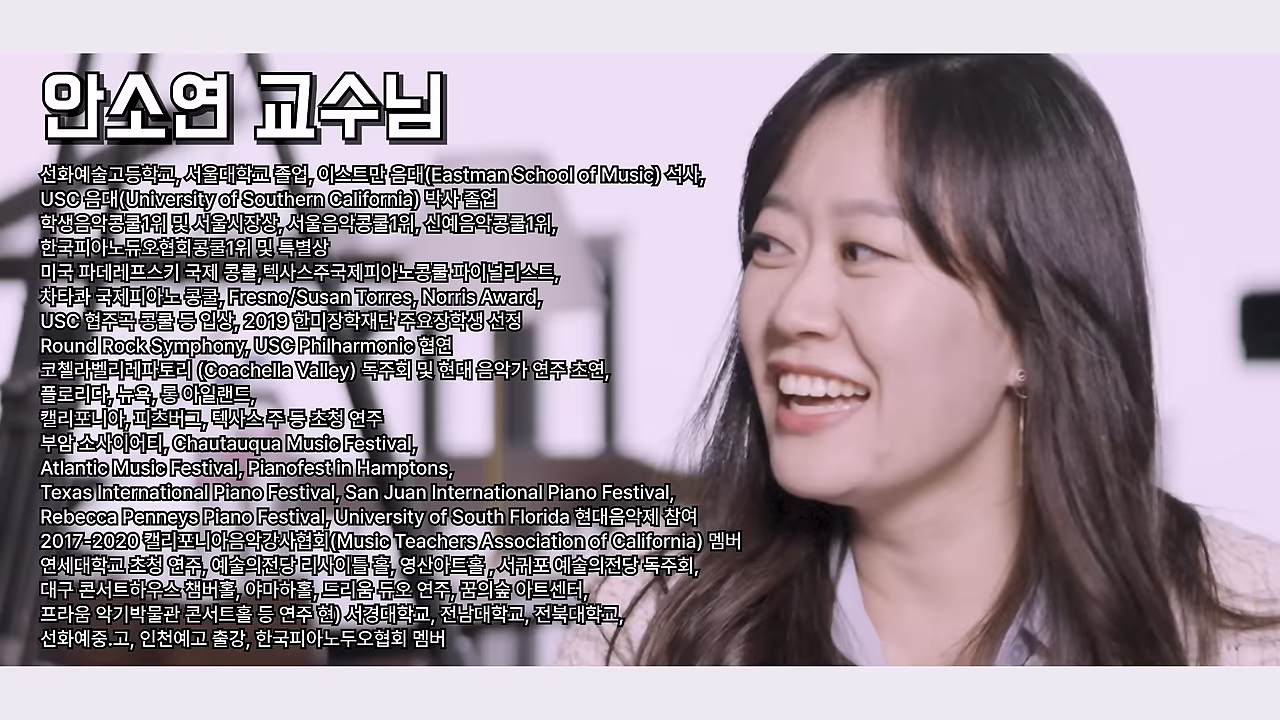 안소연 교수님
선화예술고등학교, 서울대학교 졸업, 이스트만 음대(Eastman School of Music) 석사,
USC 음대(University of Southern California) 박사 졸업
학생음악콩쿨1위 및 서울시장상, 서울음악콩쿨1위, 신예음악콩쿨1위,
한국피아노듀오협회콩쿨1위 및 특별상
미국 파데레프스키 국제 콩쿨,텍사스주국제피아노콩쿨 파이널리스트,
차타콰 국제피아노 콩쿨, Fresno/Susan Torres, Norris Award,
USC 협주곡 콩쿨 등 입상, 2019 한미장학재단 주요장학생 선정
Round Rock Symphony, USC Philharmonic 협연
코첼라벨리레파토리 (Coachella Valley) 독주회 및 현대 음악가 연주 초연,
플로리다, 뉴욕, 롱 아일랜드,
캘리포니아, 피츠버그, 텍사스 주 등 초청 연주
부암 소사이어티, Chautauqua Music Festival,
Atlantic Music Festival, Pianofest in Hamptons,
Texas International Piano Festival, San Juan International Piano Festival,
Rebecca Penneys Piano Festival, University of South Florida 현대음악제 참여
2017-2020 캘리포니아음악강사협회(Music Teachers Association of California) 멤버
연세대학교 초청 연주, 예술의전당 리사이틀 홀, 영산아트홀 , 서귀포 예술의전당 독주회,
대구 콘서트하우스 챔버홀, 야마하홀, 트리움 듀오 연주, 꿈의숲 아트센터,
프라움 악기박물관 콘서트홀 등 연주 현) 서경대학교, 전남대학교, 전북대학교,
선화예중.고, 인천예고 출강, 한국피아노두오협회 멤버